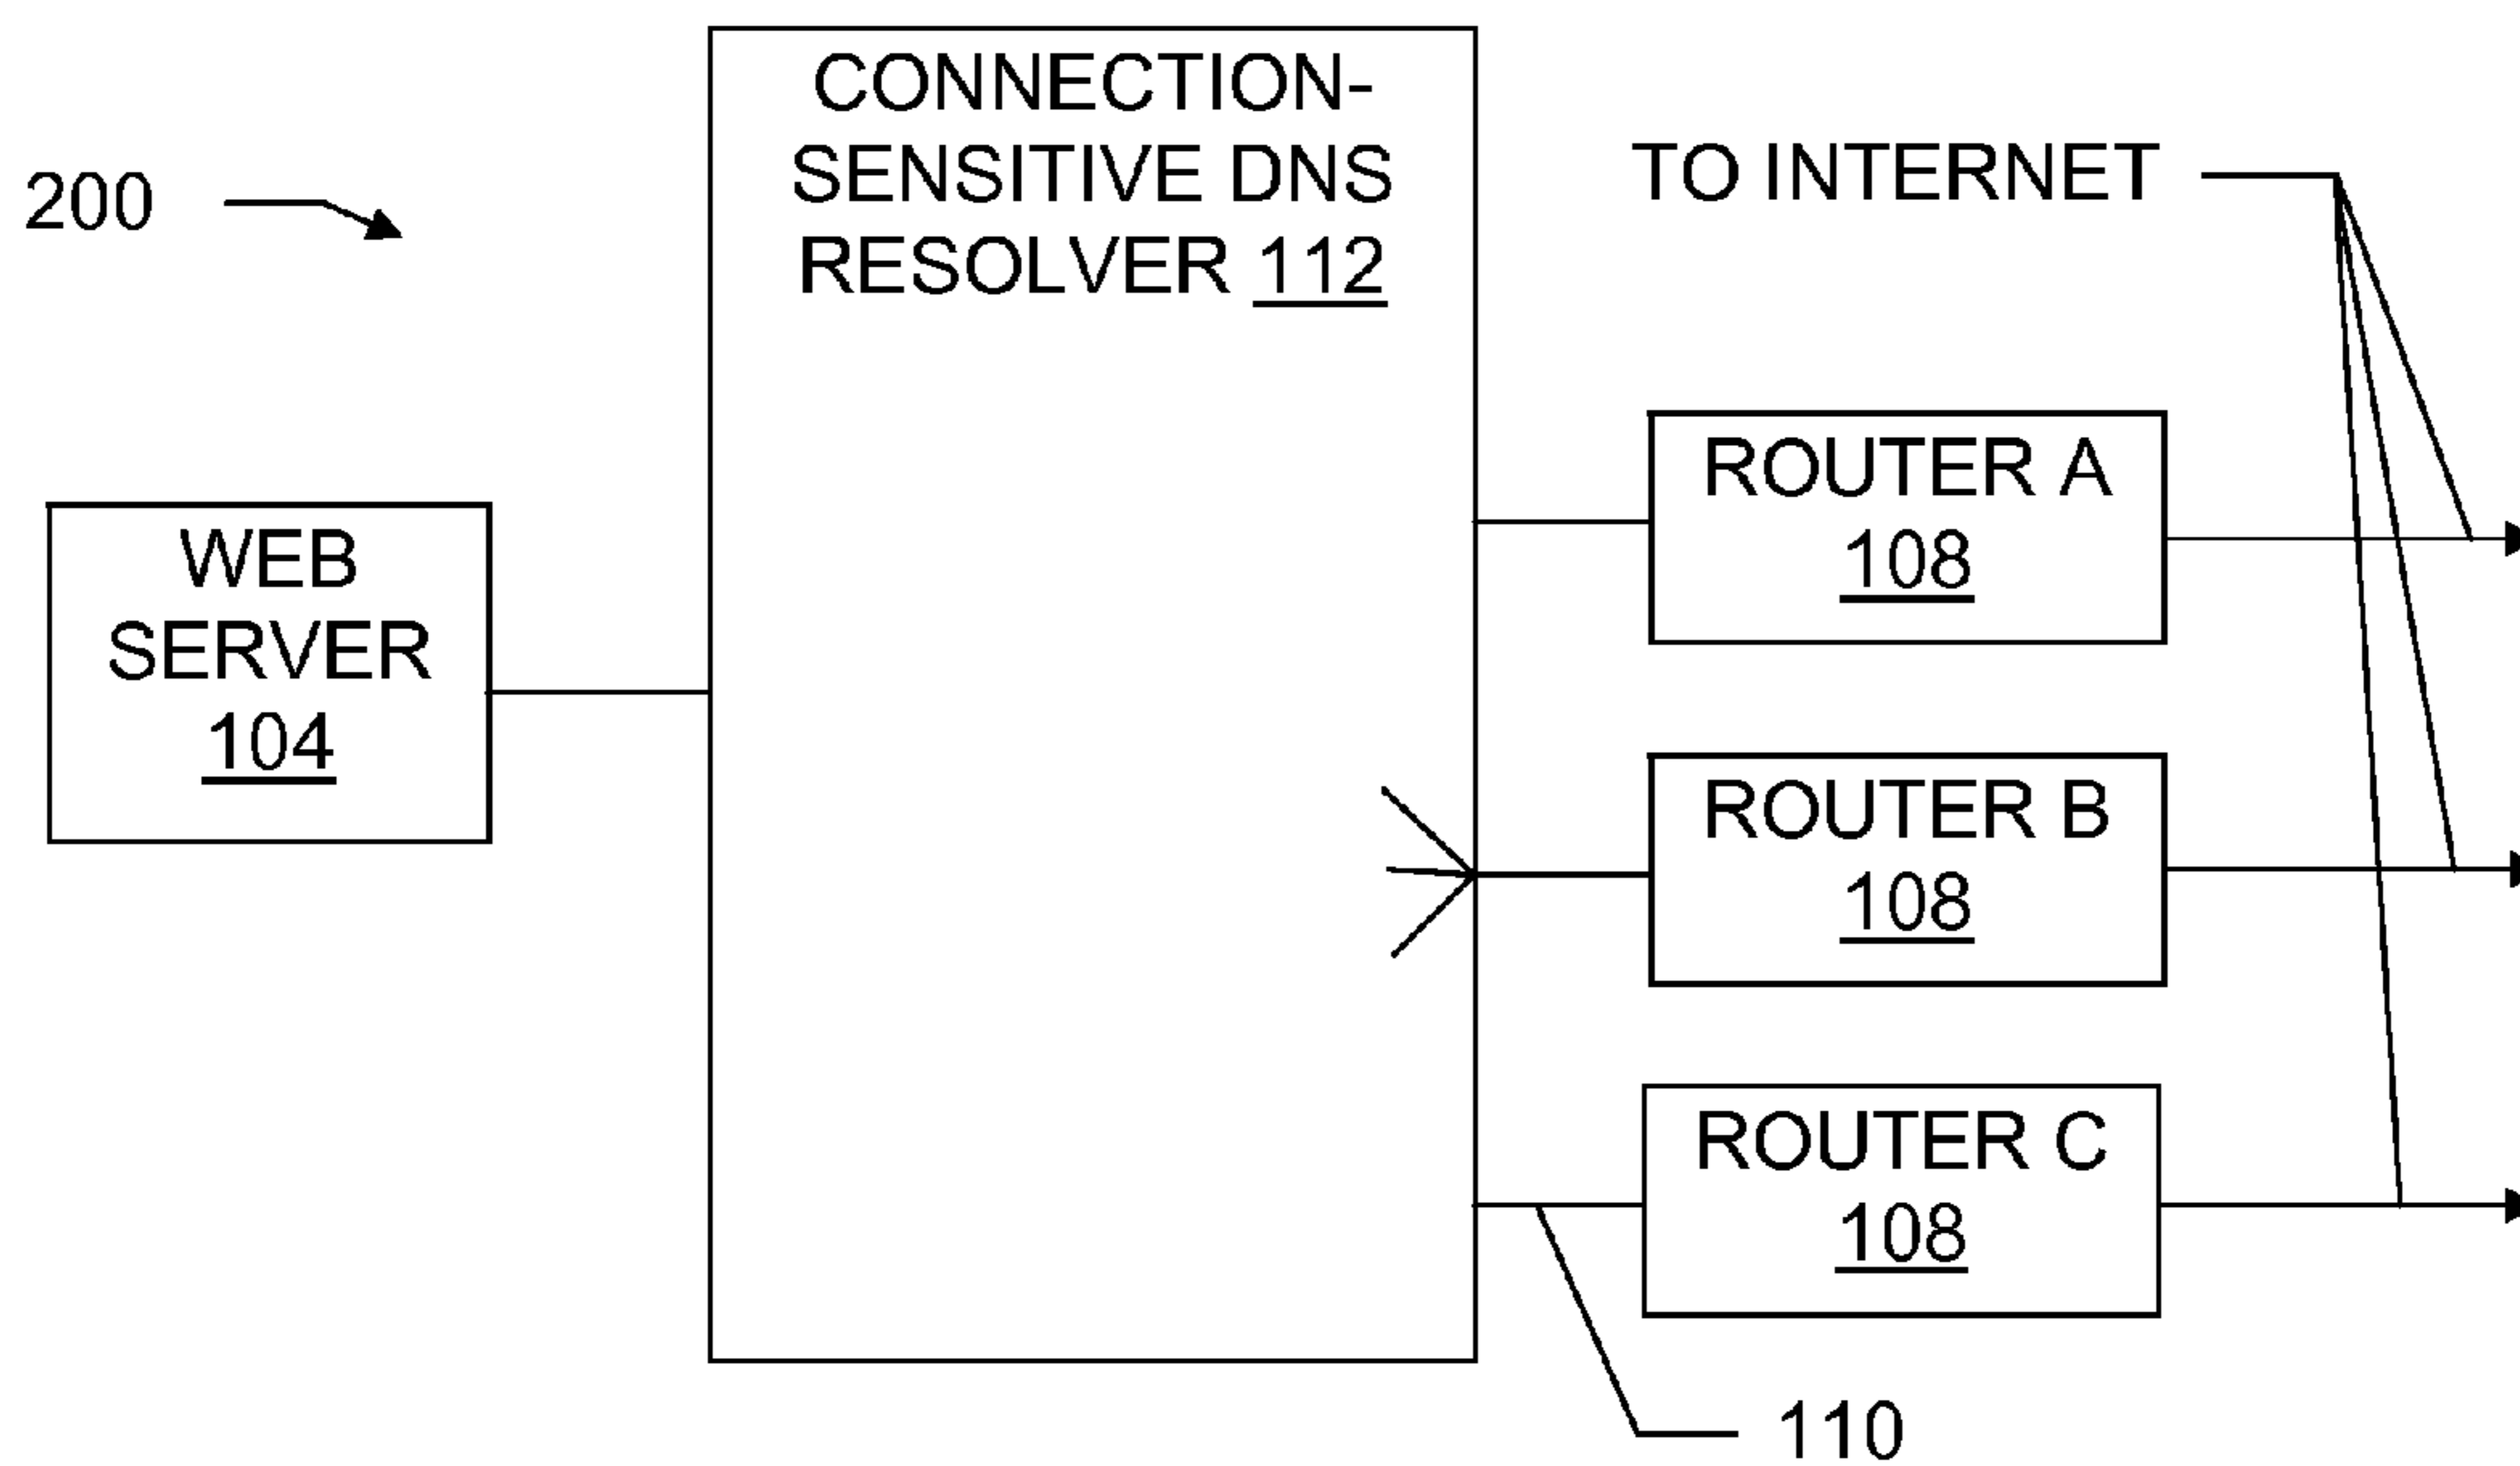 CONNECTION-
SENSITIVE DNS
RESOLVER 112
TO INTERNET
200
ROUTER A
108
WEB
SERVER
104
ROUTER B
108
ROUTER C
108
110